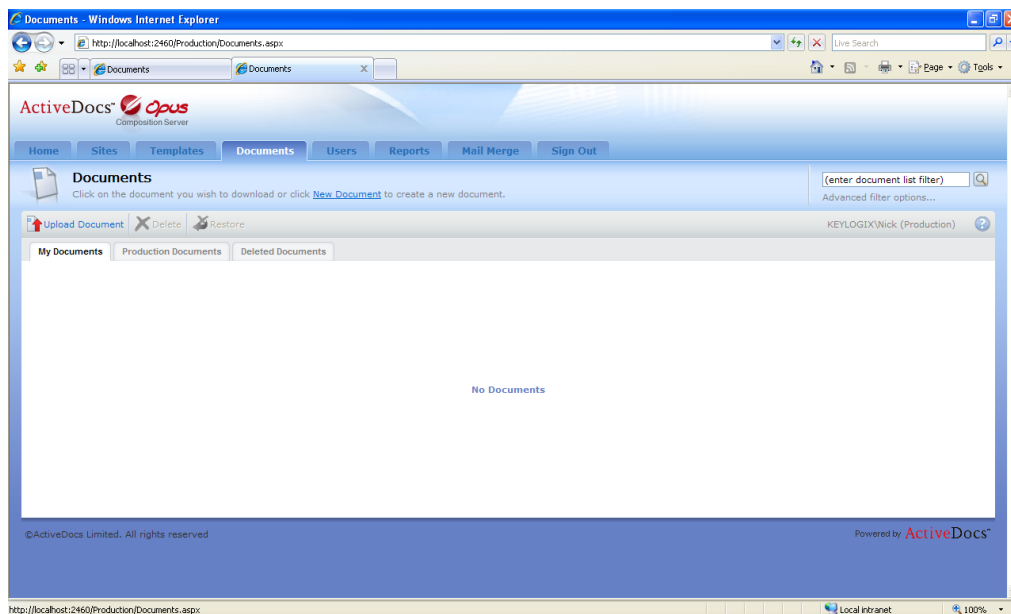 Documents - Windows Internet Explorer
http://localhost:2460/Production/Documents.aspx
Live Search
Documents
Documents
X
Page
Tools
ActiveDocs™ Opus
Composition Server
Home Sites Templates Documents Users Reports Mail Merge Sign Out
Documents
Click on the document you wish to download or click New Document to create a new document.
(enter document list filter)
Advanced filter options...
Upload Document Delete Restore
KEYLOGIX\Nick (Production) ?
My Documents Production Documents Deleted Documents
No Documents
©ActiveDocs Limited. All rights reserved
Powered by ActiveDocs™
http://localhost:2460/Production/Documents.aspx
Local intranet
100%